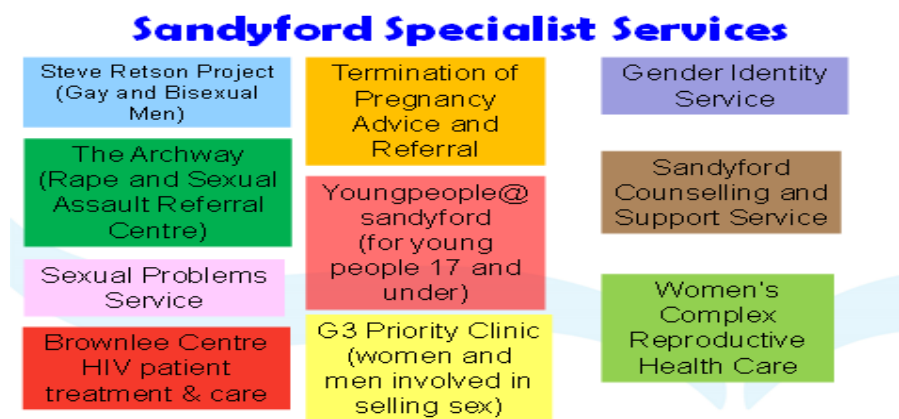 Sandyford Specialist Services
Steve Retson Project
(Gay and Bisexual
Men)
The Archway
(Rape and Sexual
Assault Referral
Centre)
Sexual Problems
Service
Brownlee Centre
HIV patient
treatment & care
Termination of
Pregnancy
Advice and
Referral
Youngpeople@
sandyford
(for young
people 17 and
under)
G3 Priority Clinic
(women and
men involved in
selling sex)
Gender Identity
Service
Sandyford
Counselling and
Support Service
Women's
Complex
Reproductive
Health Care